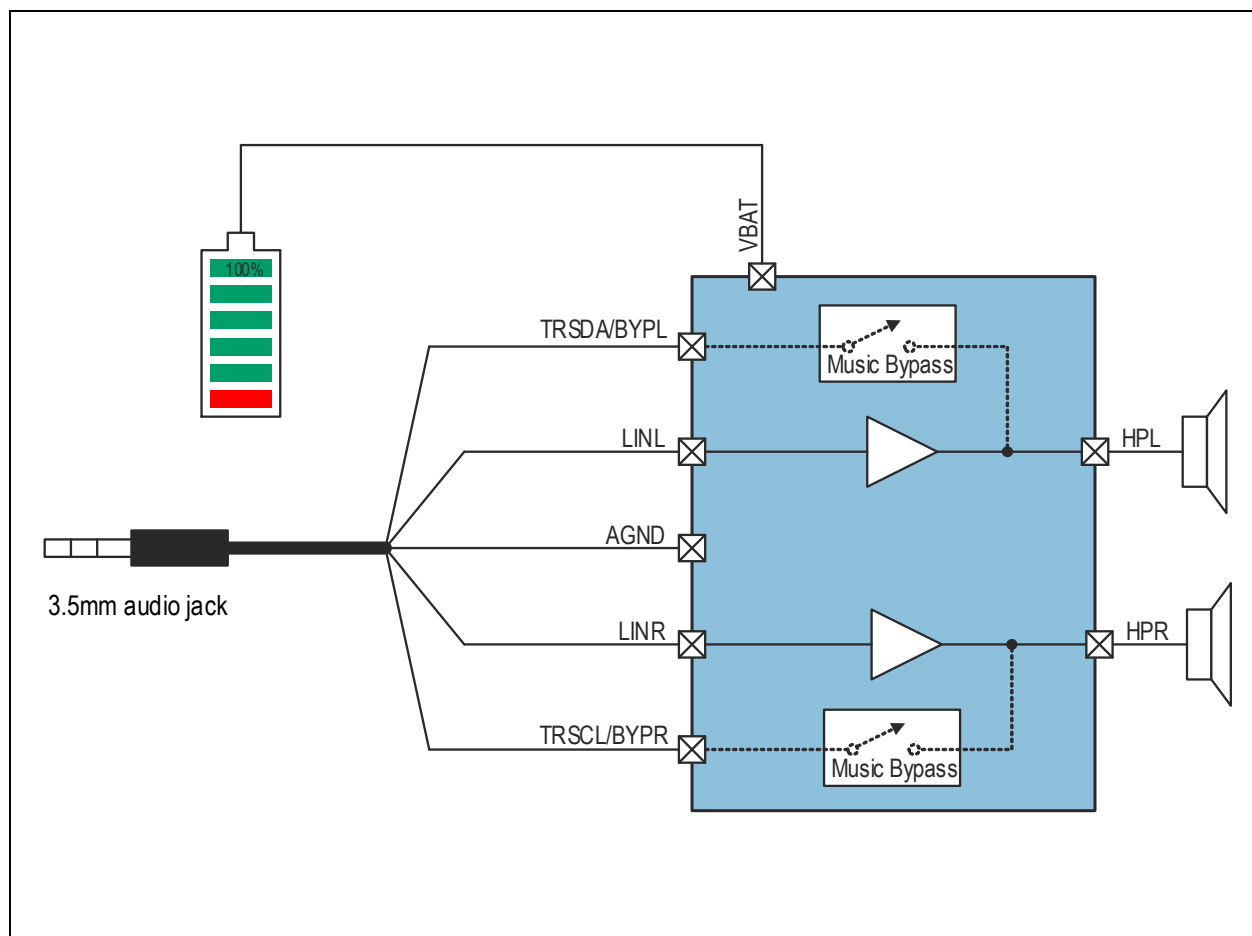 VBAT
100%
TRSDA/BYPL
Music Bypass
LINL
HPL
AGND
3.5mm audio jack
LINR
HPR
TRSCL/BYPR
Music Bypass